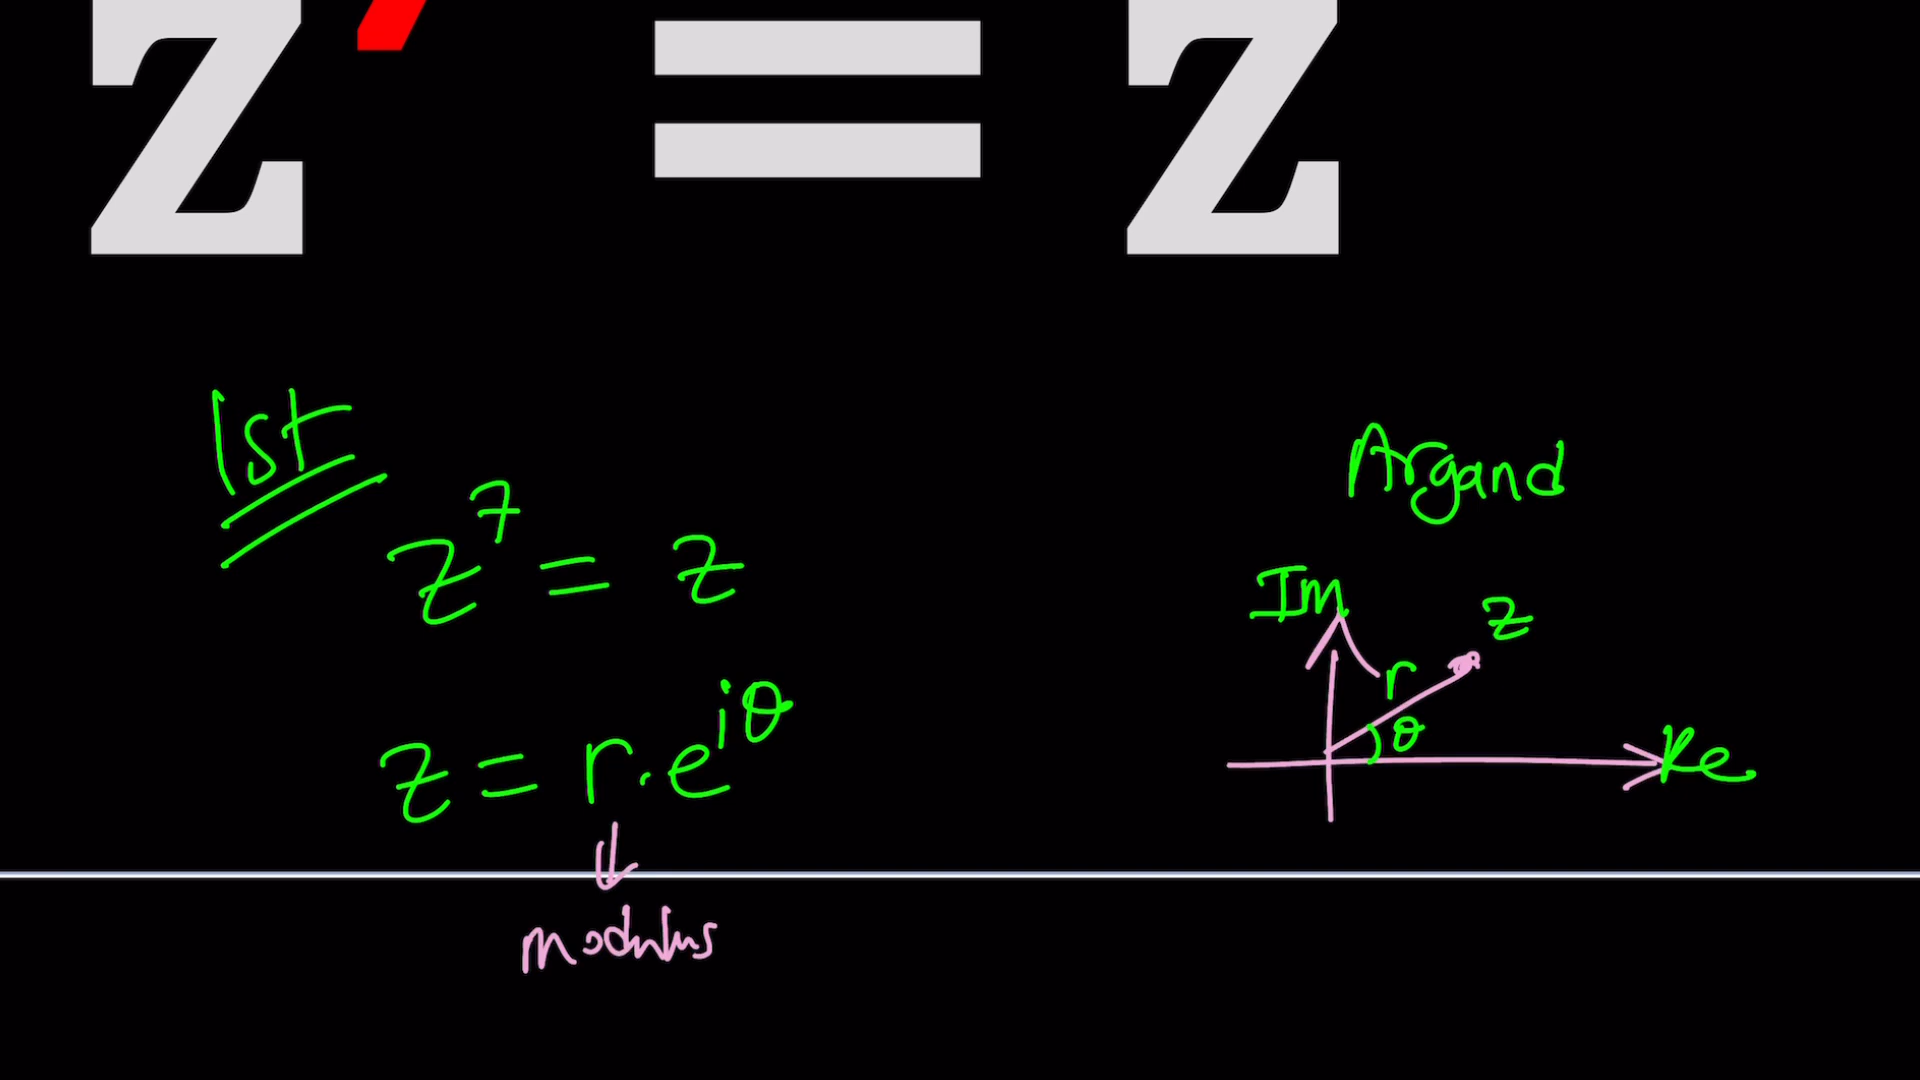 z⁷ = z
1st
z⁷ = z
z = r·e^{iθ}
modulus
Argand
Im
z
r
θ
Re